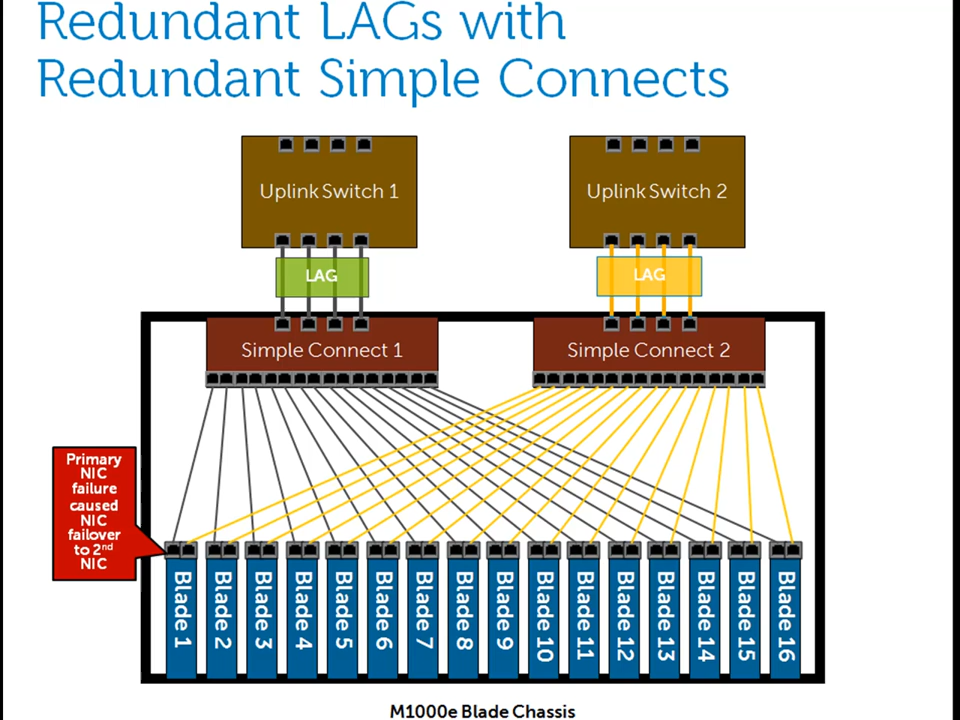 Redundant LAGs with
Redundant Simple Connects
Uplink Switch 1
Uplink Switch 2
LAG
LAG
Simple Connect 1
Simple Connect 2
Primary
NIC
failure
caused
NIC
failover
to 2nd
NIC
Blade 1
Blade 2
Blade 3
Blade 4
Blade 5
Blade 6
Blade 7
Blade 8
Blade 9
Blade 10
Blade 11
Blade 12
Blade 13
Blade 14
Blade 15
Blade 16
M1000e Blade Chassis